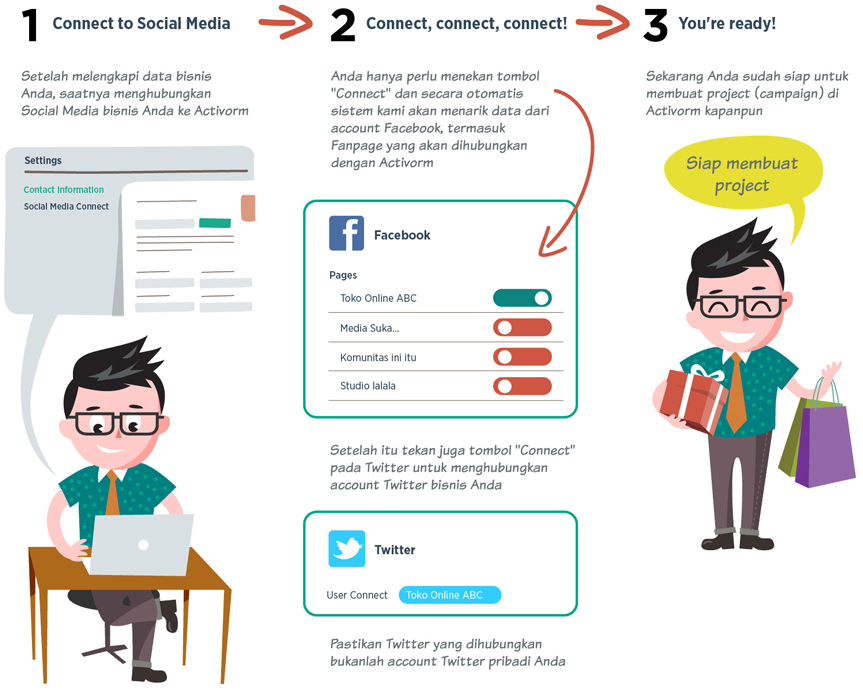 1 Connect to Social Media
Setelah melengkapi data bisnis
Anda, saatnya menghubungkan
Social Media bisnis Anda ke Activorm
Settings
Contact Information
Social Media Connect
2 Connect, connect, connect!
Anda hanya perlu menekan tombol
"Connect" dan secara otomatis
sistem kami akan menarik data dari
account Facebook, termasuk
Fanpage yang akan dihubungkan
dengan Activorm
f Facebook
Pages
Toko Online ABC
Media Suka...
Komunitas ini itu
Studio lalala
Setelah itu tekan juga tombol "Connect"
pada Twitter untuk menghubungkan
account Twitter bisnis Anda
Twitter
User Connect Toko Online ABC
Pastikan Twitter yang dihubungkan
bukanlah account Twitter pribadi Anda
3 You're ready!
Sekarang Anda sudah siap untuk
membuat project (campaign) di
Activorm kapanpun
Siap membuat
project